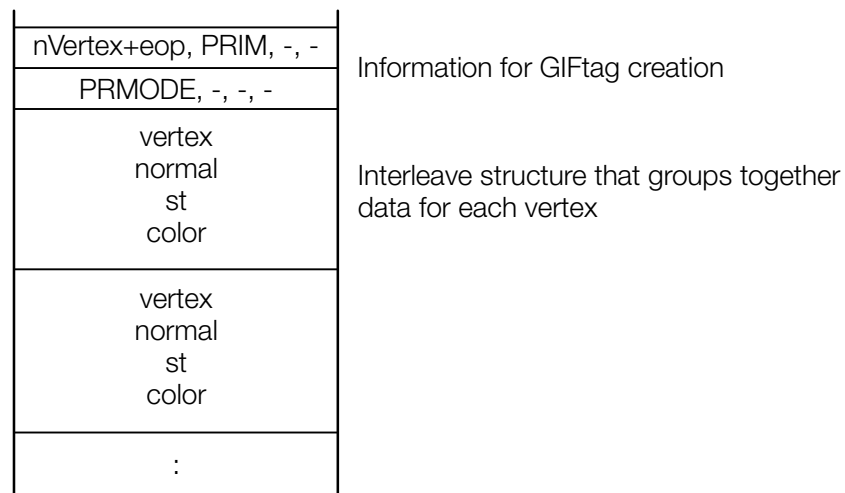 nVertex+eop, PRIM, -, -
Information for GIFtag creation
PRMODE, -, -, -
vertex
normal
st
color
Interleave structure that groups together
data for each vertex
vertex
normal
st
color
: